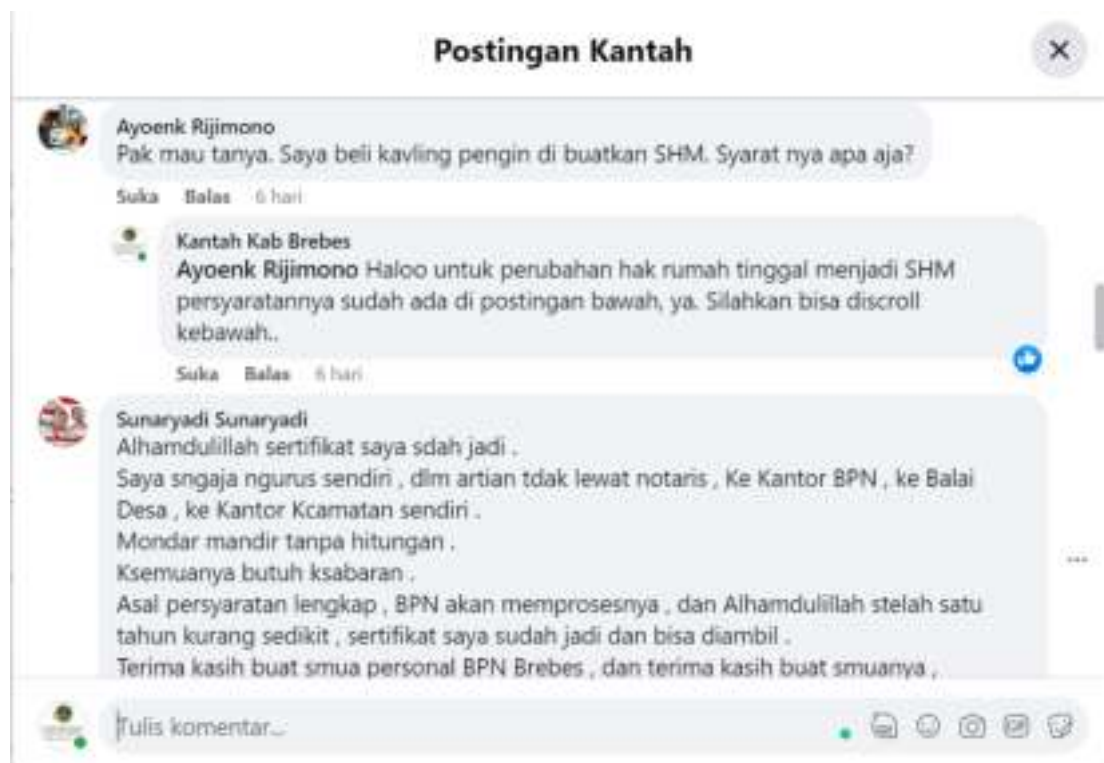 Postingan Kantah
Ayoenk Rijimono
Pak mau tanya. Saya beli kavling pengin di buatkan SHM. Syarat nya apa aja?
Suka Balas 6 hari
Kantah Kab Brebes
Ayoenk Rijimono Haloo untuk perubahan hak rumah tinggal menjadi SHM
persyaratannya sudah ada di postingan bawah, ya. Silahkan bisa discroll
kebawah..
Suka Balas 6 hari
Sunaryadi Sunaryadi
Alhamdulillah sertifikat saya sdah jadi .
Saya sngaja ngurus sendiri , dlm artian tdak lewat notaris , Ke Kantor BPN , ke Balai
Desa , ke Kantor Kcamatan sendiri .
Mondar mandir tanpa hitungan .
Ksemuanya butuh ksabaran .
Asal persyaratan lengkap , BPN akan memprosesnya , dan Alhamdulillah stelah satu
tahun kurang sedikit , sertifikat saya sudah jadi dan bisa diambil .
Terima kasih buat smua personal BPN Brebes , dan terima kasih buat smuanya ,
Tulis komentar...
GIF